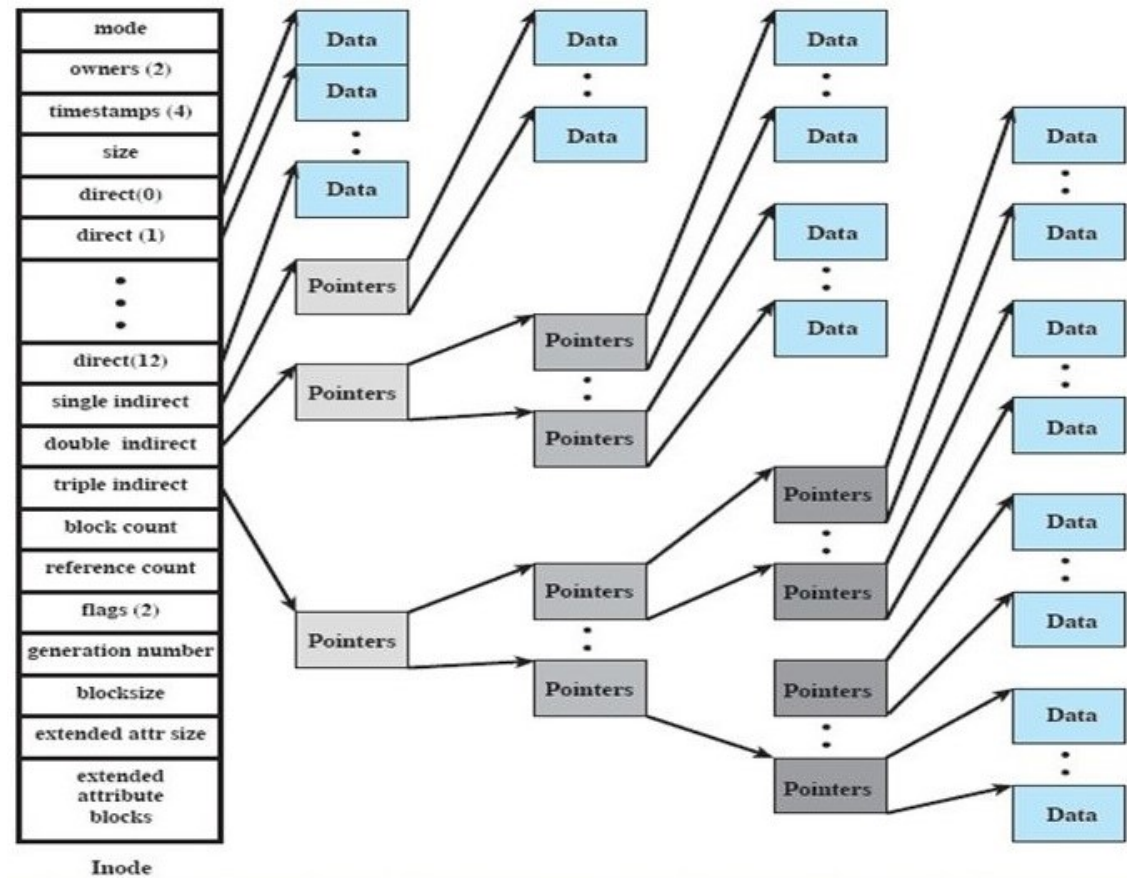 mode
owners (2)
timestamps (4)
size
direct(0)
direct (1)
direct(12)
single indirect
double indirect
triple indirect
block count
reference count
flags (2)
generation number
blocksize
extended attr size
extended
attribute
blocks
Inode
Data
Data
Data
Pointers
Pointers
Pointers
Data
Data
Pointers
Pointers
Pointers
Pointers
Data
Data
Data
Data
Pointers
Pointers
Pointers
Pointers
Data
Data
Data
Data
Data
Data
Data
Data